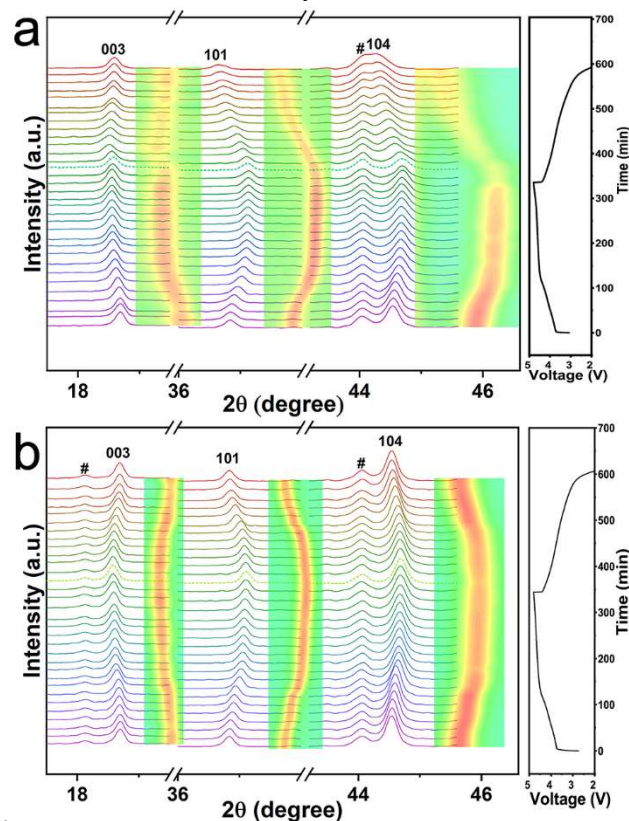 a
003
101
# 104
Intensity (a.u.)
18
36
44
46
2θ (degree)
700
600
500
400
300
200
100
0
Time (min)
5 4 3 2
Voltage (V)
b
#
003
101
#
104
Intensity (a.u.)
18
36
44
46
2θ (degree)
700
600
500
400
300
200
100
0
Time (min)
5 4 3 2
Voltage (V)